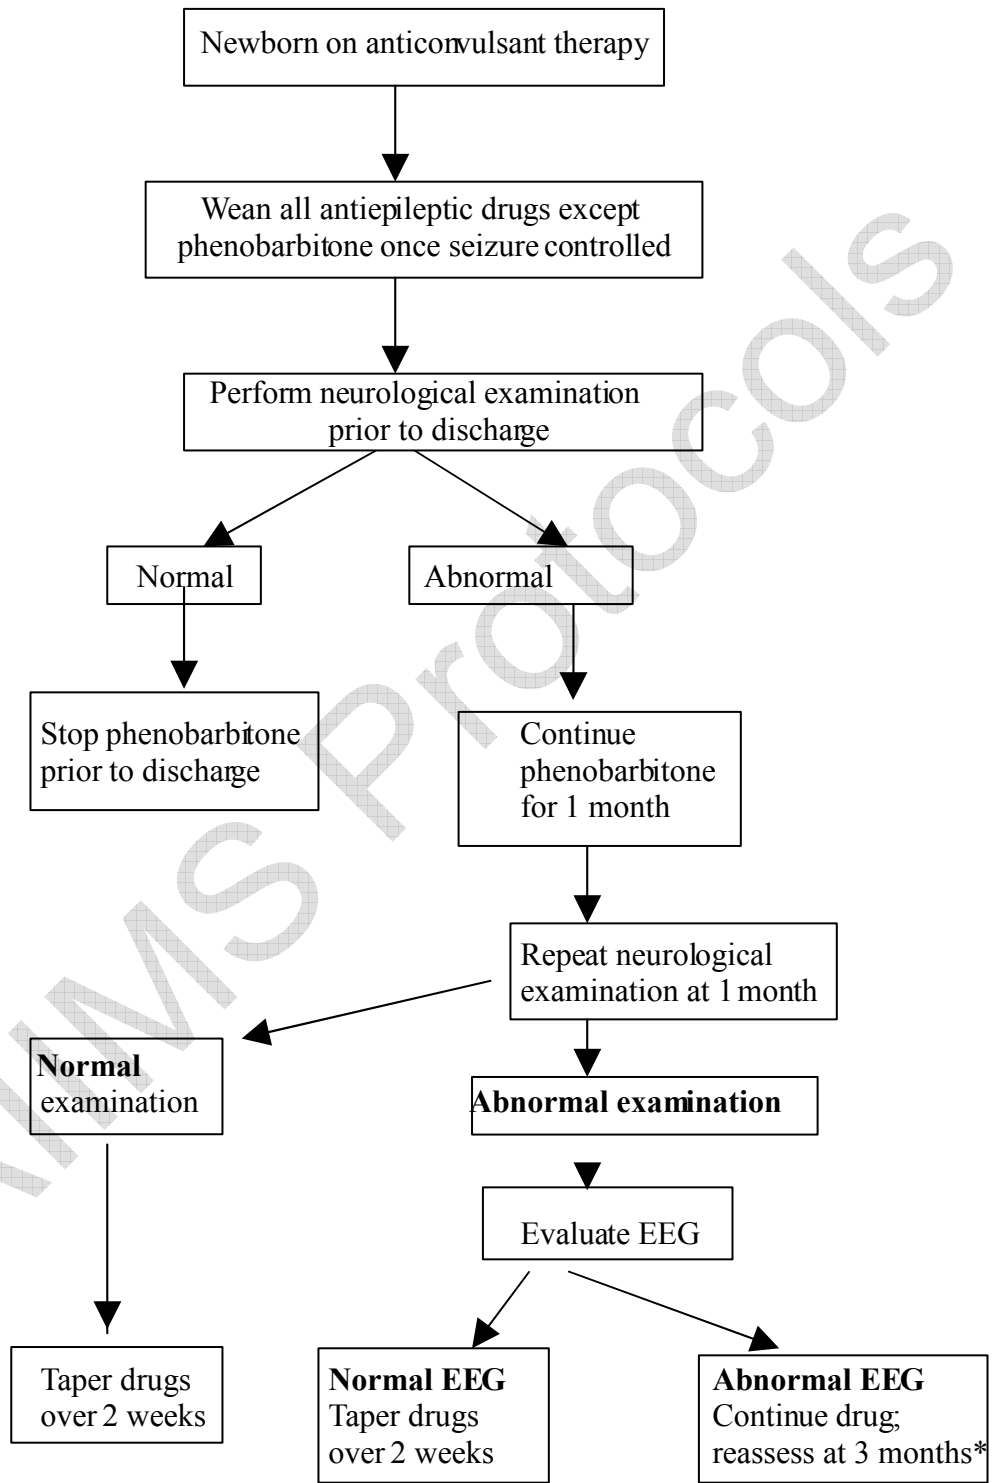 Newborn on anticonvulsant therapy
Wean all antiepileptic drugs except
phenobarbitone once seizure controlled
Perform neurological examination
prior to discharge
Normal
Abnormal
Stop phenobarbitone
prior to discharge
Continue
phenobarbitone
for 1 month
Repeat neurological
examination at 1 month
Normal
examination
Abnormal examination
Evaluate EEG
Taper drugs
over 2 weeks
Normal EEG
Taper drugs
over 2 weeks
Abnormal EEG
Continue drug;
reassess at 3 months*
AIIMS Protocols